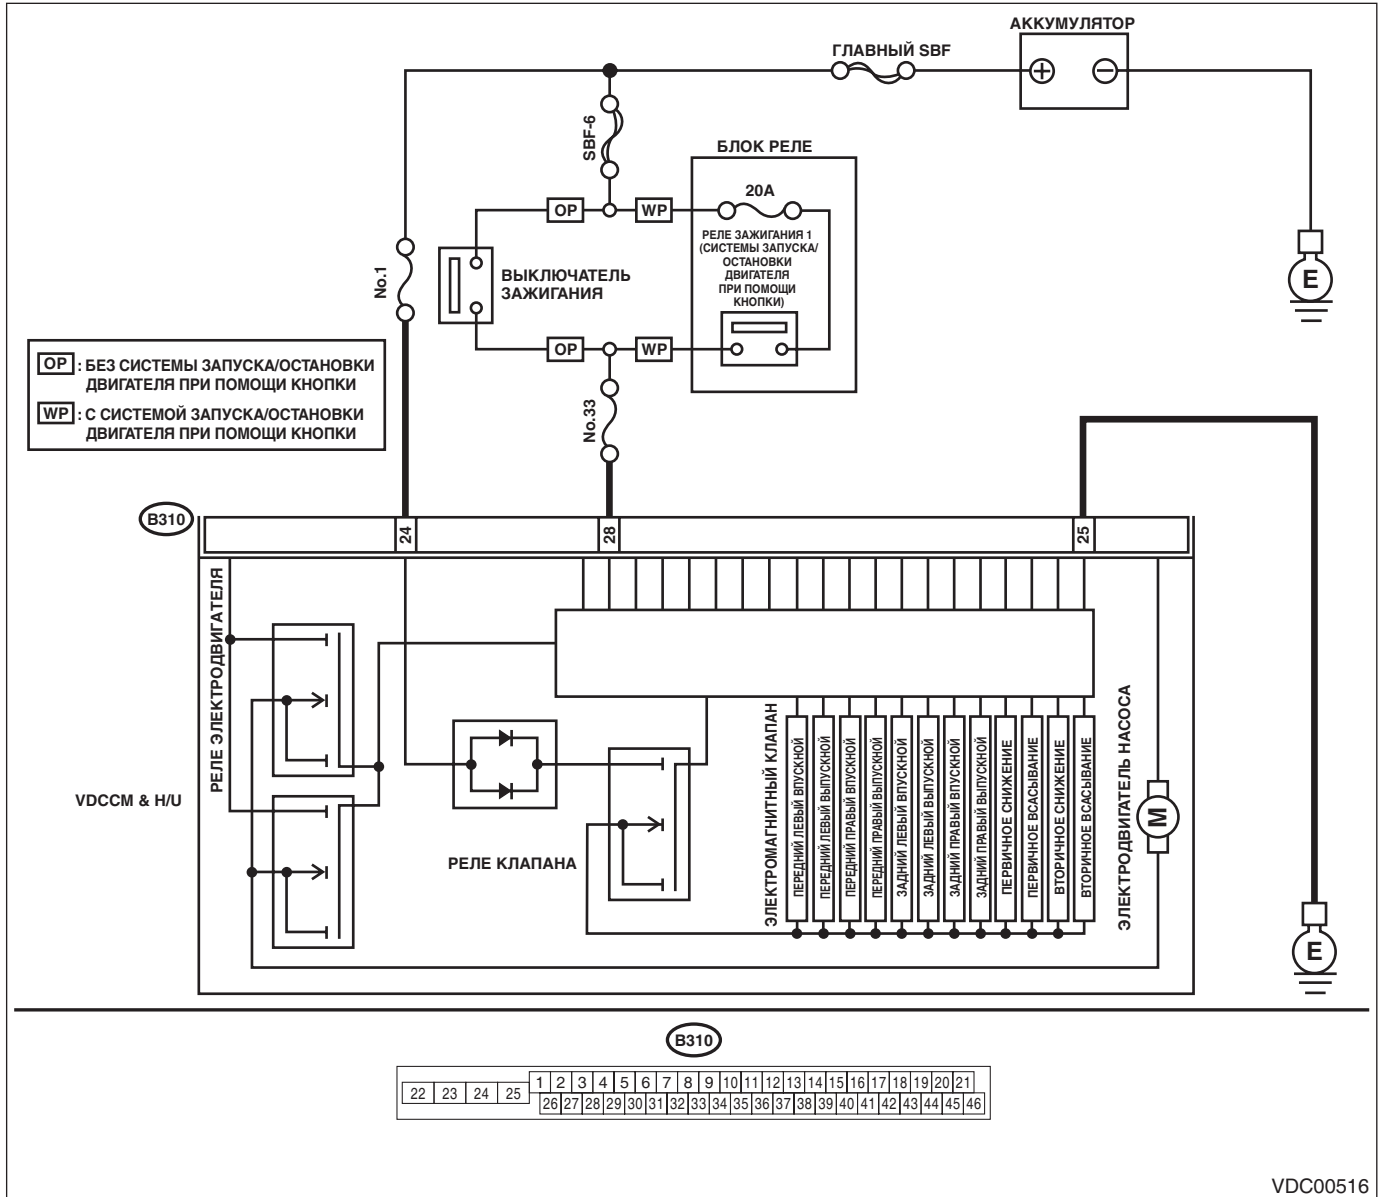 АККУМУЛЯТОР
ГЛАВНЫЙ SBF
SBF-6
БЛОК РЕЛЕ
20A
OP
WP
РЕЛЕ ЗАЖИГАНИЯ 1
(СИСТЕМЫ ЗАПУСКА/
ОСТАНОВКИ
ДВИГАТЕЛЯ
ПРИ ПОМОЩИ
КНОПКИ)
No.1
ВЫКЛЮЧАТЕЛЬ
ЗАЖИГАНИЯ
E
OP
WP
OP : БЕЗ СИСТЕМЫ ЗАПУСКА/ОСТАНОВКИ
ДВИГАТЕЛЯ ПРИ ПОМОЩИ КНОПКИ
WP : С СИСТЕМОЙ ЗАПУСКА/ОСТАНОВКИ
ДВИГАТЕЛЯ ПРИ ПОМОЩИ КНОПКИ
No.33
B310
24
28
25
РЕЛЕ ЭЛЕКТРОДВИГАТЕЛЯ
VDCCM & H/U
РЕЛЕ КЛАПАНА
ЭЛЕКТРОМАГНИТНЫЙ КЛАПАН
ПЕРЕДНИЙ ЛЕВЫЙ ВПУСКНОЙ
ПЕРЕДНИЙ ЛЕВЫЙ ВЫПУСКНОЙ
ПЕРЕДНИЙ ПРАВЫЙ ВПУСКНОЙ
ПЕРЕДНИЙ ПРАВЫЙ ВЫПУСКНОЙ
ЗАДНИЙ ЛЕВЫЙ ВПУСКНОЙ
ЗАДНИЙ ЛЕВЫЙ ВЫПУСКНОЙ
ЗАДНИЙ ПРАВЫЙ ВПУСКНОЙ
ЗАДНИЙ ПРАВЫЙ ВЫПУСКНОЙ
ПЕРВИЧНОЕ СНИЖЕНИЕ
ПЕРВИЧНОЕ ВСАСЫВАНИЕ
ВТОРИЧНОЕ СНИЖЕНИЕ
ВТОРИЧНОЕ ВСАСЫВАНИЕ
ЭЛЕКТРОДВИГАТЕЛЬ НАСОСА
M
E
B310
22 23 24 25 1 2 3 4 5 6 7 8 9 10 11 12 13 14 15 16 17 18 19 20 21
26 27 28 29 30 31 32 33 34 35 36 37 38 39 40 41 42 43 44 45 46
VDC00516